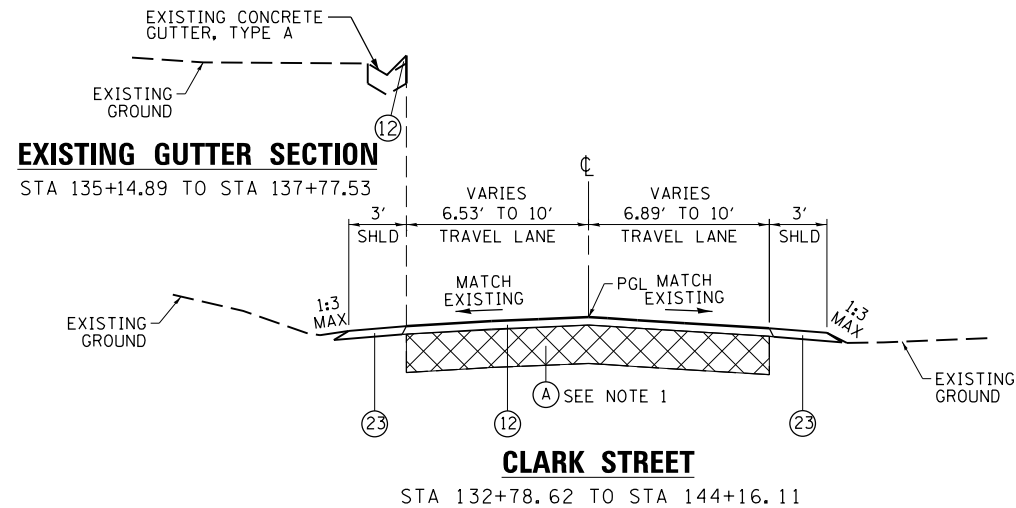 EXISTING CONCRETE
GUTTER, TYPE A
EXISTING
GROUND
12
EXISTING GUTTER SECTION
STA 135+14.89 TO STA 137+77.53
℄
VARIES
6.53' TO 10'
TRAVEL LANE
VARIES
6.89' TO 10'
TRAVEL LANE
3'
SHLD
3'
SHLD
MATCH
EXISTING
PGL
MATCH
EXISTING
1:3
MAX
1:3
MAX
EXISTING
GROUND
EXISTING
GROUND
A SEE NOTE 1
23
12
23
CLARK STREET
STA 132+78.62 TO STA 144+16.11